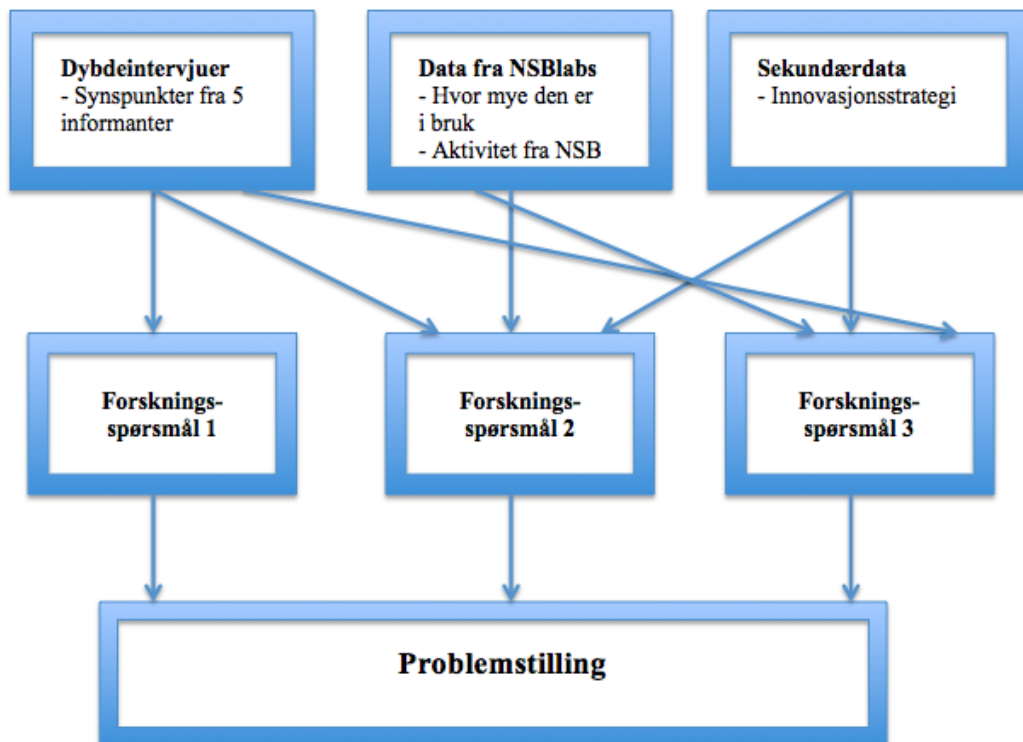 Dybdeintervjuer
- Synspunkter fra 5
informanter
Data fra NSBlabs
- Hvor mye den er
i bruk
- Aktivitet fra NSB
Sekundærdata
- Innovasjonsstrategi
Forsknings-
spørsmål 1
Forsknings-
spørsmål 2
Forsknings-
spørsmål 3
Problemstilling